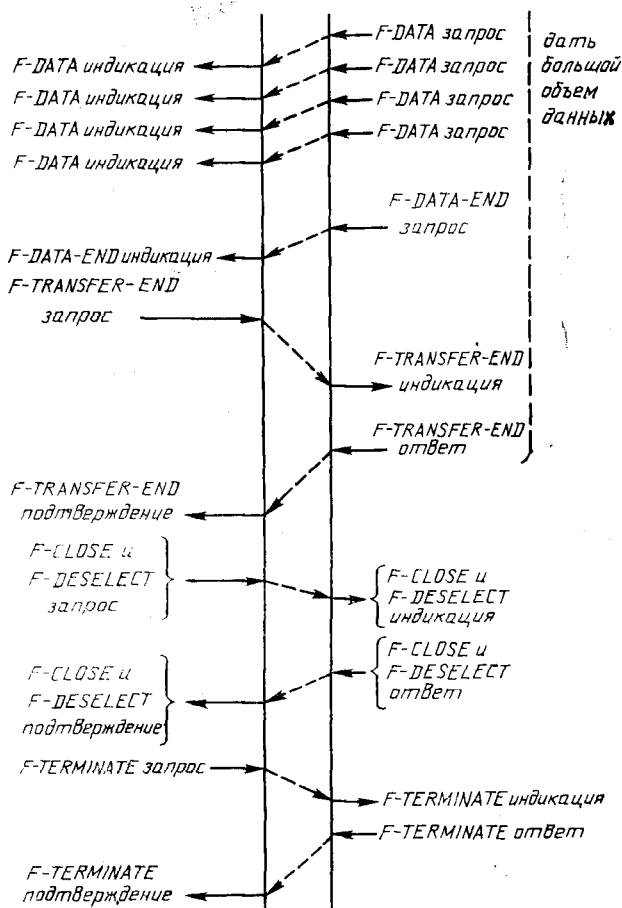 F-DATA запрос
дать
большой
объем
данных
F-DATA индикация
F-DATA запрос
F-DATA индикация
F-DATA запрос
F-DATA индикация
F-DATA запрос
F-DATA индикация
F-DATA-END
запрос
F-DATA-END индикация
F-TRANSFER-END
запрос
F-TRANSFER-END
индикация
F-TRANSFER-END
ответ
F-TRANSFER-END
подтверждение
F-CLOSE и
F-DESELECT
запрос
F-CLOSE и
F-DESELECT
индикация
F-CLOSE и
F-DESELECT
ответ
F-CLOSE и
F-DESELECT
подтверждение
F-TERMINATE запрос
F-TERMINATE индикация
F-TERMINATE ответ
F-TERMINATE
подтверждение